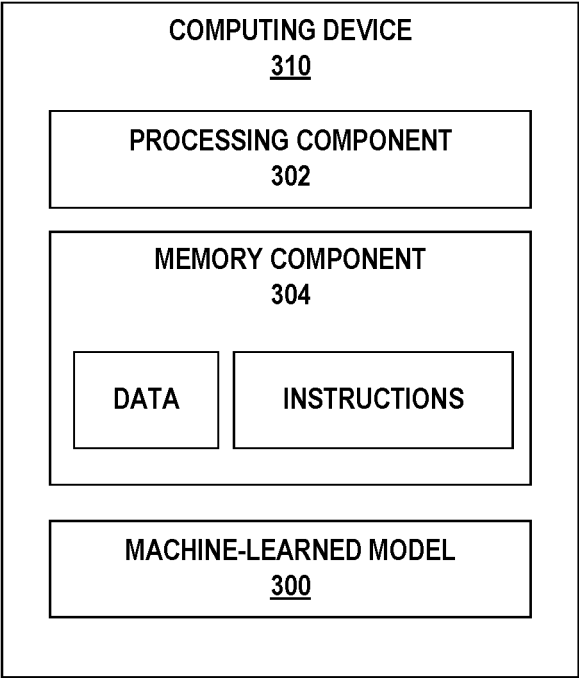 COMPUTING DEVICE
310
PROCESSING COMPONENT
302
MEMORY COMPONENT
304
DATA
INSTRUCTIONS
MACHINE-LEARNED MODEL
300